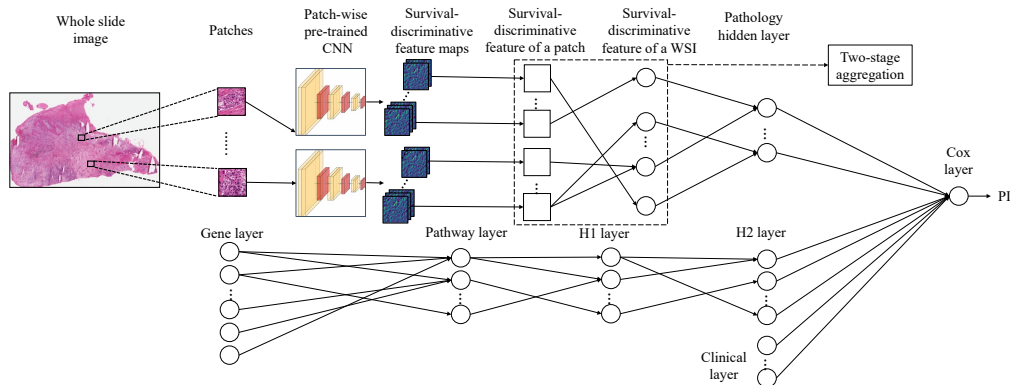 Whole slide
image
Patches
Patch-wise
pre-trained
CNN
Survival-
discriminative
feature maps
Survival-
discriminative
feature of a patch
Survival-
discriminative
feature of a WSI
Pathology
hidden layer
Two-stage
aggregation
Cox
layer
PI
Gene layer
Pathway layer
H1 layer
H2 layer
Clinical
layer